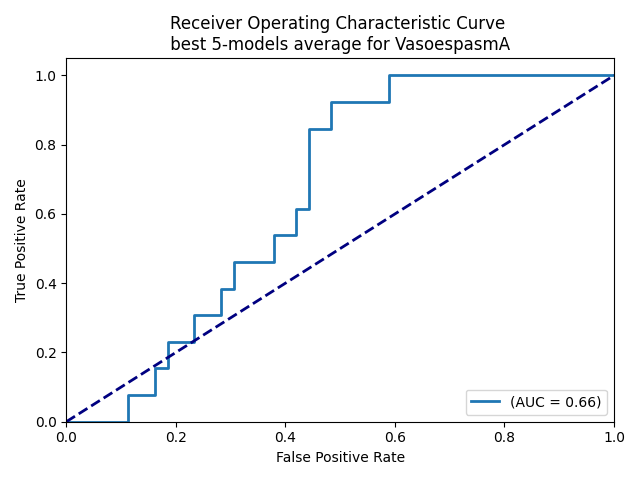 Receiver Operating Characteristic Curve
best 5-models average for VasoespasmA
1.0
0.8
0.6
0.4
0.2
0.0
True Positive Rate
(AUC = 0.66)
0.0 0.2 0.4 0.6 0.8 1.0
False Positive Rate